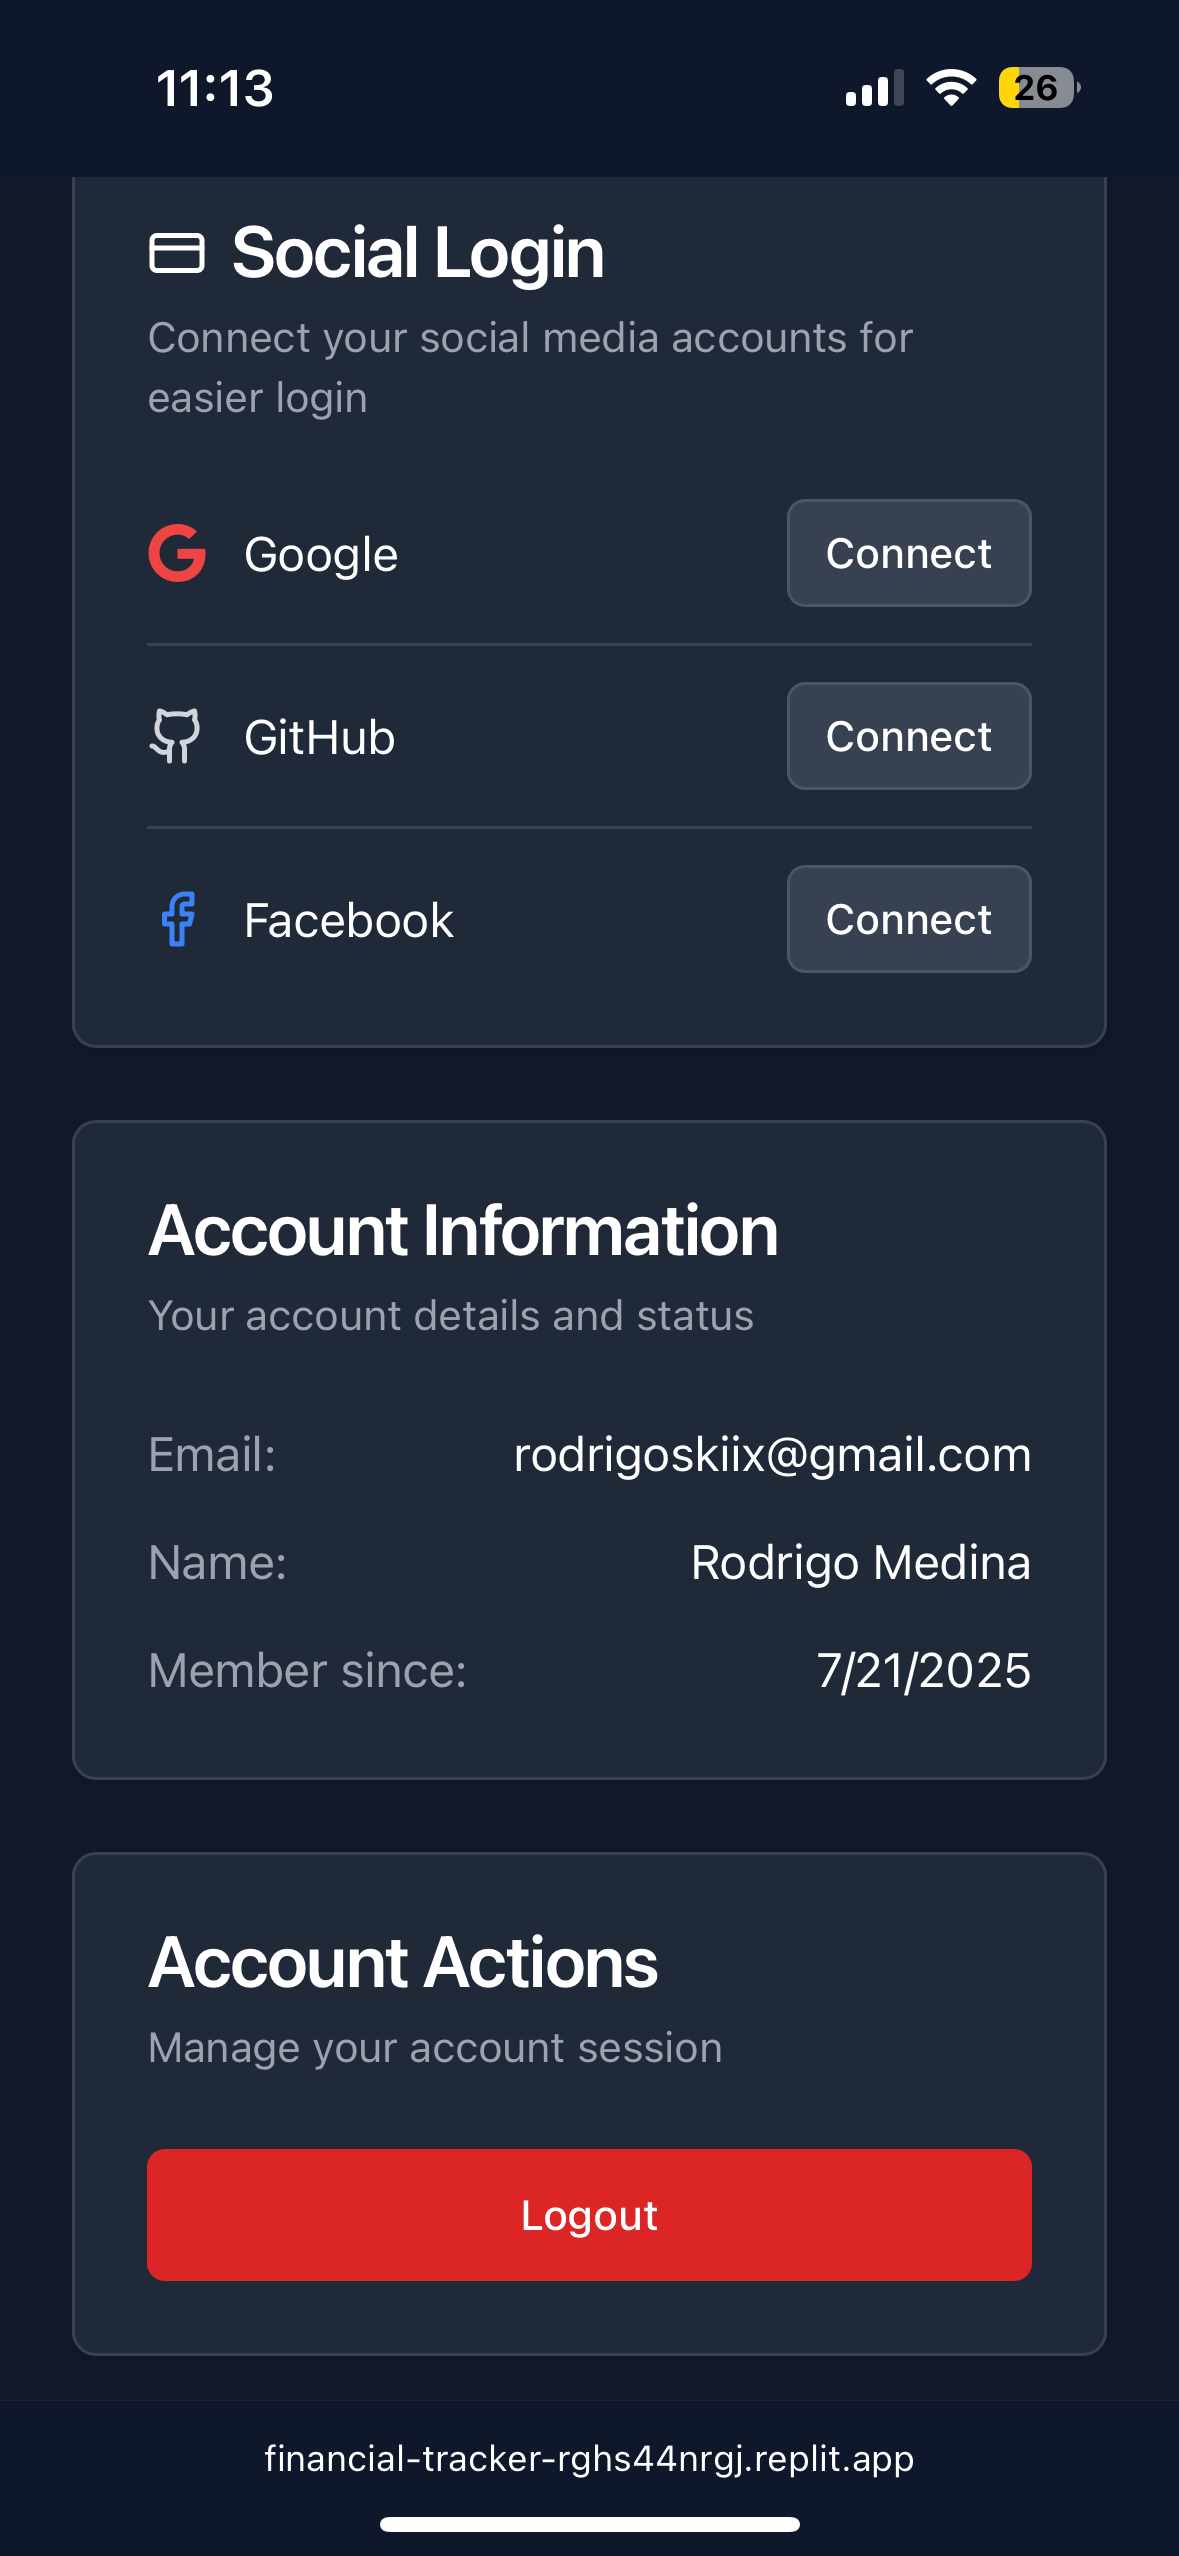 11:13
26
Social Login
Connect your social media accounts for
easier login
Google
Connect
GitHub
Connect
Facebook
Connect
Account Information
Your account details and status
Email: rodrigoskiix@gmail.com
Name: Rodrigo Medina
Member since: 7/21/2025
Account Actions
Manage your account session
Logout
financial-tracker-rghs44nrgj.replit.app